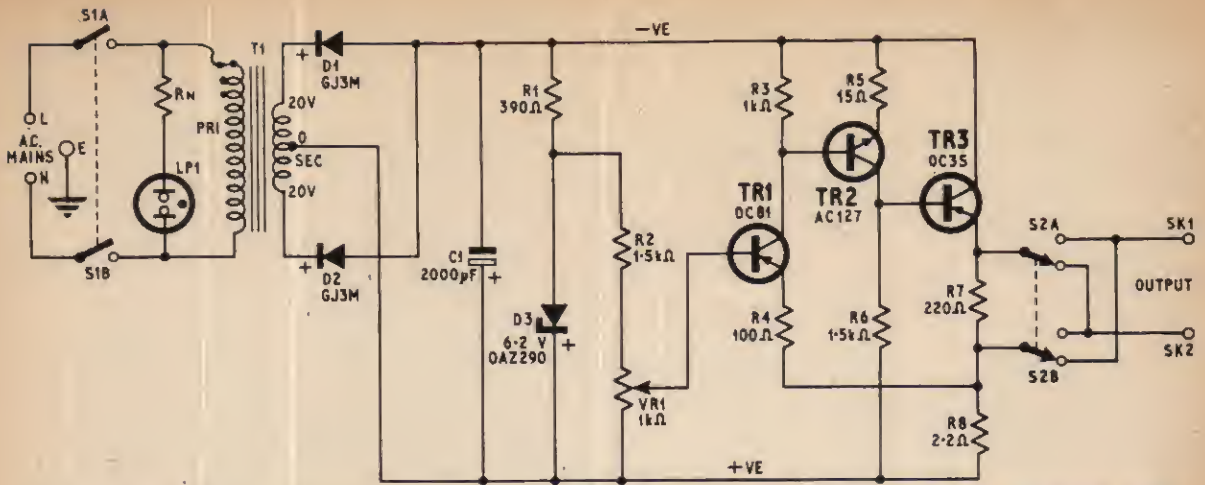 S1A
L
A.C.
MAINS
E
N
S1B
RN
LP1
PRI
T1
20V
0
SEC
20V
+
D1
GJ3M
+
D2
GJ3M
-VE
C1
2000µF
+
R1
390Ω
D3
6·2 V
OAZ290
+
R2
1·5kΩ
VR1
1kΩ
R3
1kΩ
R5
15Ω
TR1
OC81
TR2
AC127
TR3
OC35
R4
100Ω
R6
1·5kΩ
R7
220Ω
R8
2·2Ω
S2A
S2B
SK1
OUTPUT
SK2
+VE